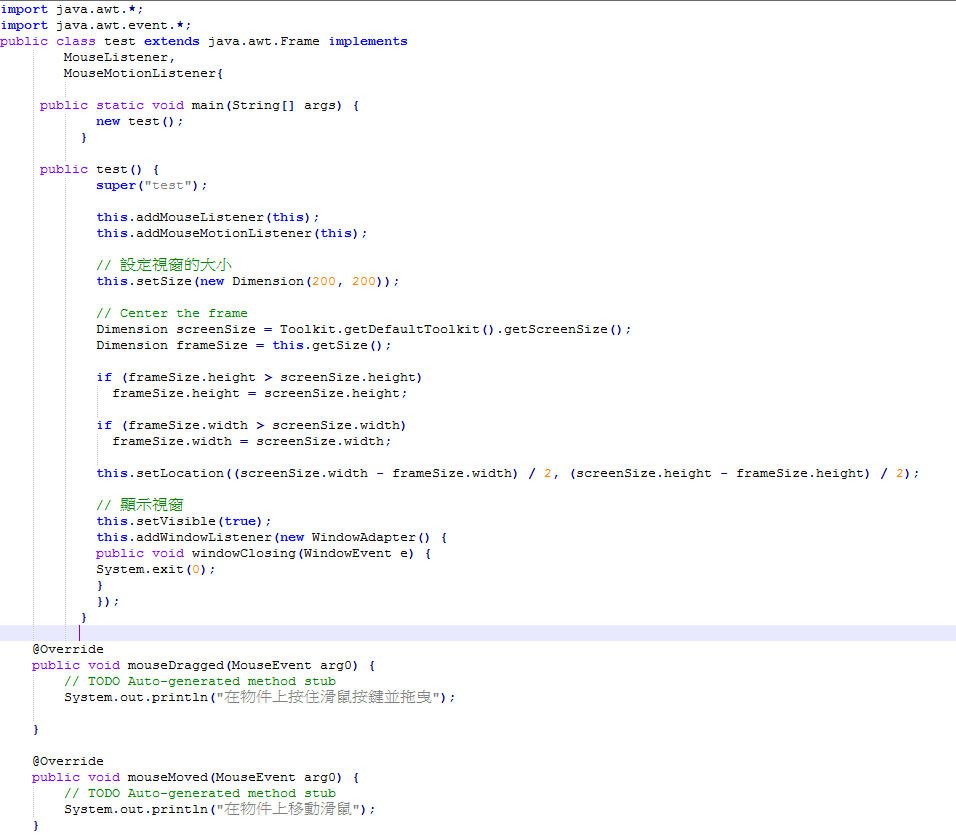 import java.awt.*;
import java.awt.event.*;
public class test extends java.awt.Frame implements
MouseListener,
MouseMotionListener{
public static void main(String[] args) {
new test();
}
public test() {
super("test");
this.addMouseListener(this);
this.addMouseMotionListener(this);
// 設定視窗的大小
this.setSize(new Dimension(200, 200));
// Center the frame
Dimension screenSize = Toolkit.getDefaultToolkit().getScreenSize();
Dimension frameSize = this.getSize();
if (frameSize.height > screenSize.height)
frameSize.height = screenSize.height;
if (frameSize.width > screenSize.width)
frameSize.width = screenSize.width;
this.setLocation((screenSize.width - frameSize.width) / 2, (screenSize.height - frameSize.height) / 2);
// 顯示視窗
this.setVisible(true);
this.addWindowListener(new WindowAdapter() {
public void windowClosing(WindowEvent e) {
System.exit(0);
}
});
}
@Override
public void mouseDragged(MouseEvent arg0) {
// TODO Auto-generated method stub
System.out.println("在物件上按住滑鼠按鍵並拖曳");
}
@Override
public void mouseMoved(MouseEvent arg0) {
// TODO Auto-generated method stub
System.out.println("在物件上移動滑鼠");
}